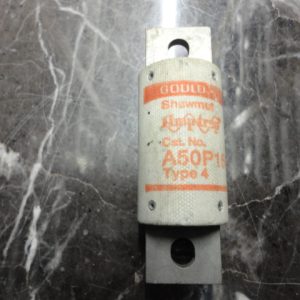 GOULD
Shawmut
Amp-trap
Cat. No.
A50P1
Type 4